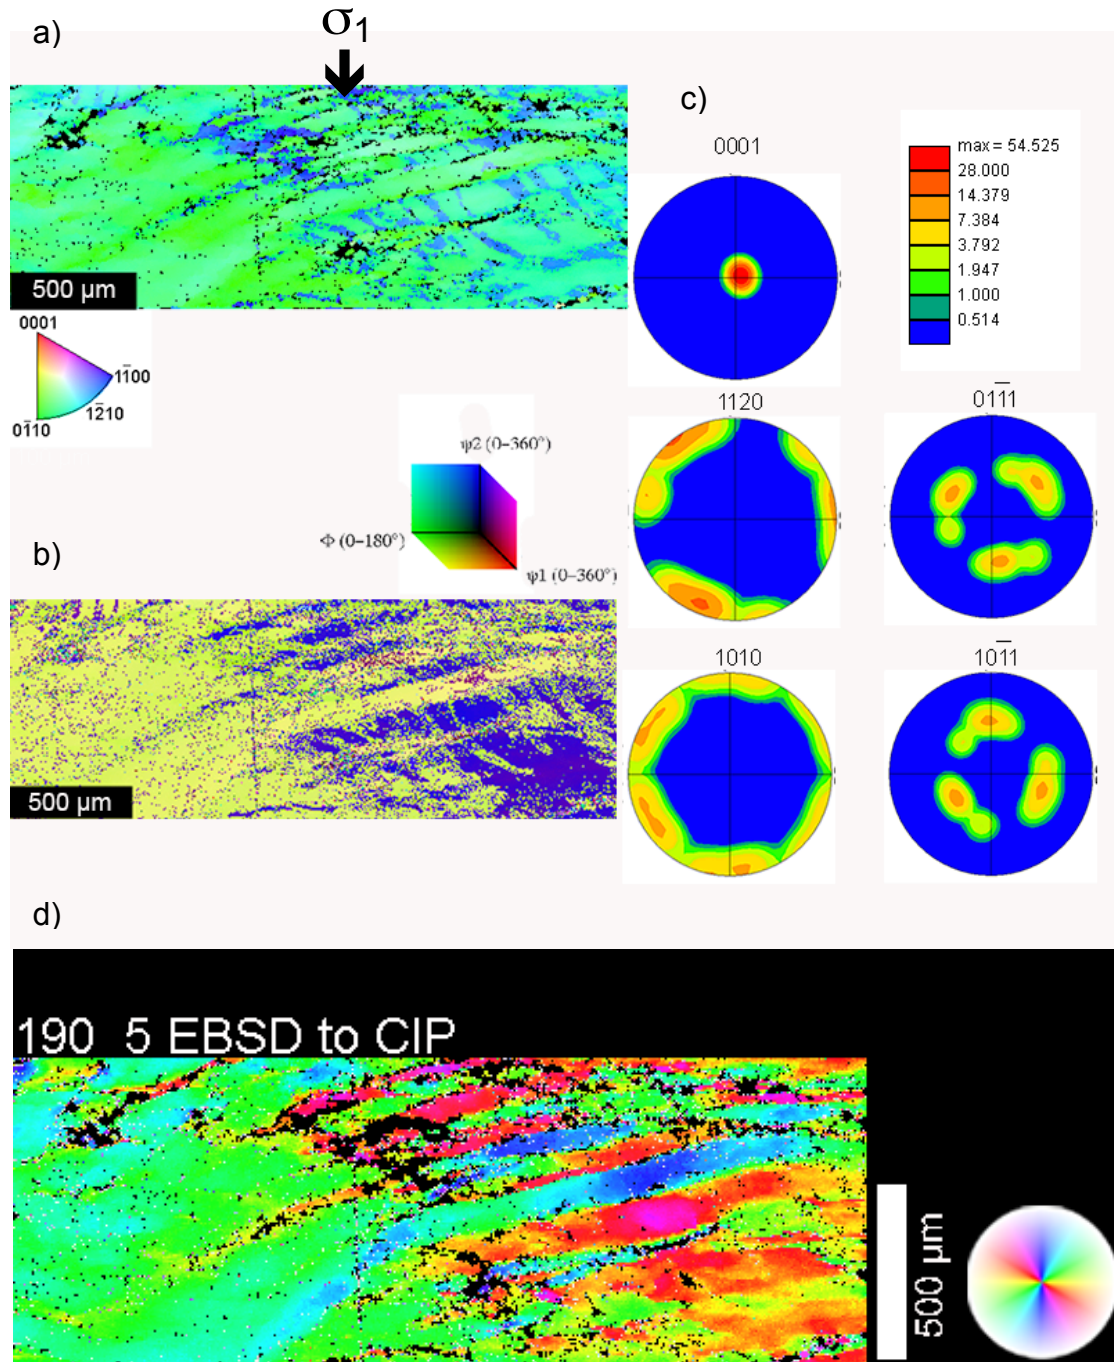 a)
σ1
500 µm
0001
11̅00
12̅10
01̅10
c)
0001
max = 54.525
28.000
14.379
7.384
3.792
1.947
1.000
0.514
1120
011̅1
1010
101̅1
ψ2 (0–360°)
Φ (0–180°)
ψ1 (0–360°)
b)
500 µm
d)
190 5 EBSD to CIP
500 µm